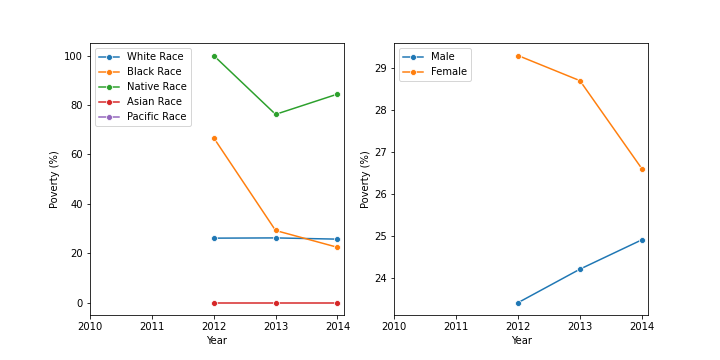 100
80
60
40
20
0
Poverty (%)
White Race
Black Race
Native Race
Asian Race
Pacific Race
2010 2011 2012 2013 2014
Year
29
28
27
26
25
24
Poverty (%)
Male
Female
2010 2011 2012 2013 2014
Year